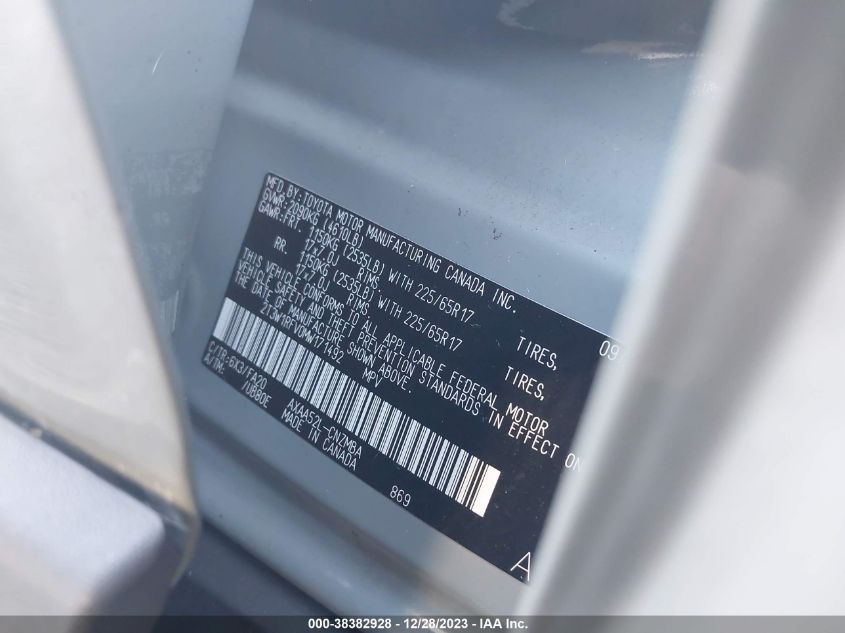 MFD BY:TOYOTA MOTOR MANUFACTURING CANADA INC. 09
GVWR:2090KG (4610LB)
GAWR:FRT. 1150KG (2535LB) WITH 225/65R17 TIRES,
17X7.0J RIMS
RR. 1150KG (2535LB) WITH 225/65R17 TIRES,
17X7.0J RIMS
THIS VEHICLE CONFORMS TO ALL APPLICABLE FEDERAL MOTOR
VEHICLE SAFETY AND THEFT PREVENTION STANDARDS IN EFFECT ON
THE DATE OF MANUFACTURE SHOWN ABOVE.
MPV
C/TR:6X3/FA20 AXAA52L-CNZMBA
A/TM: /UB80E MADE IN CANADA
869
A
000-38382928 - 12/28/2023 - IAA Inc.